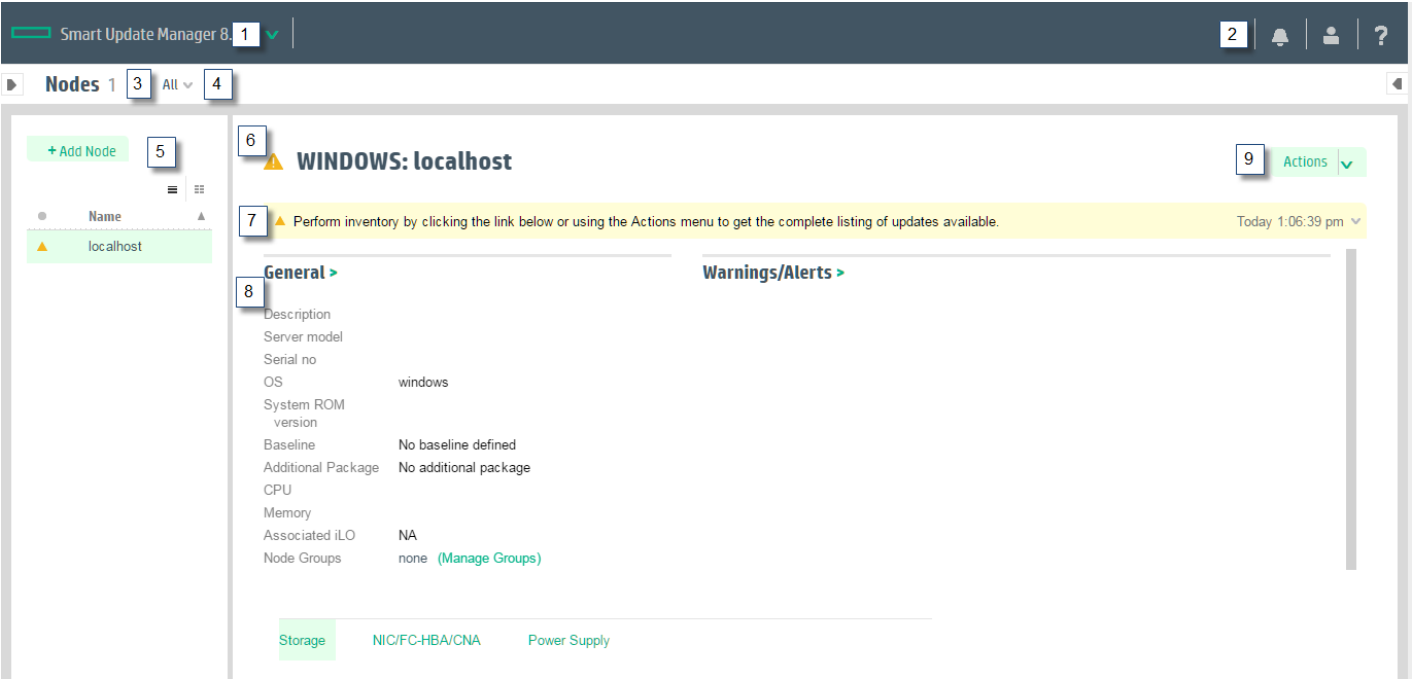 Smart Update Manager 8. 1 2 ?
Nodes 1 3 All 4
+ Add Node 5
Name
localhost
6
WINDOWS: localhost
9 Actions
7 Perform inventory by clicking the link below or using the Actions menu to get the complete listing of updates available. Today 1:06:39 pm
General > Warnings/Alerts >
8
Description
Server model
Serial no
OS windows
System ROM
version
Baseline No baseline defined
Additional Package No additional package
CPU
Memory
Associated iLO NA
Node Groups none (Manage Groups)
Storage NIC/FC-HBA/CNA Power Supply